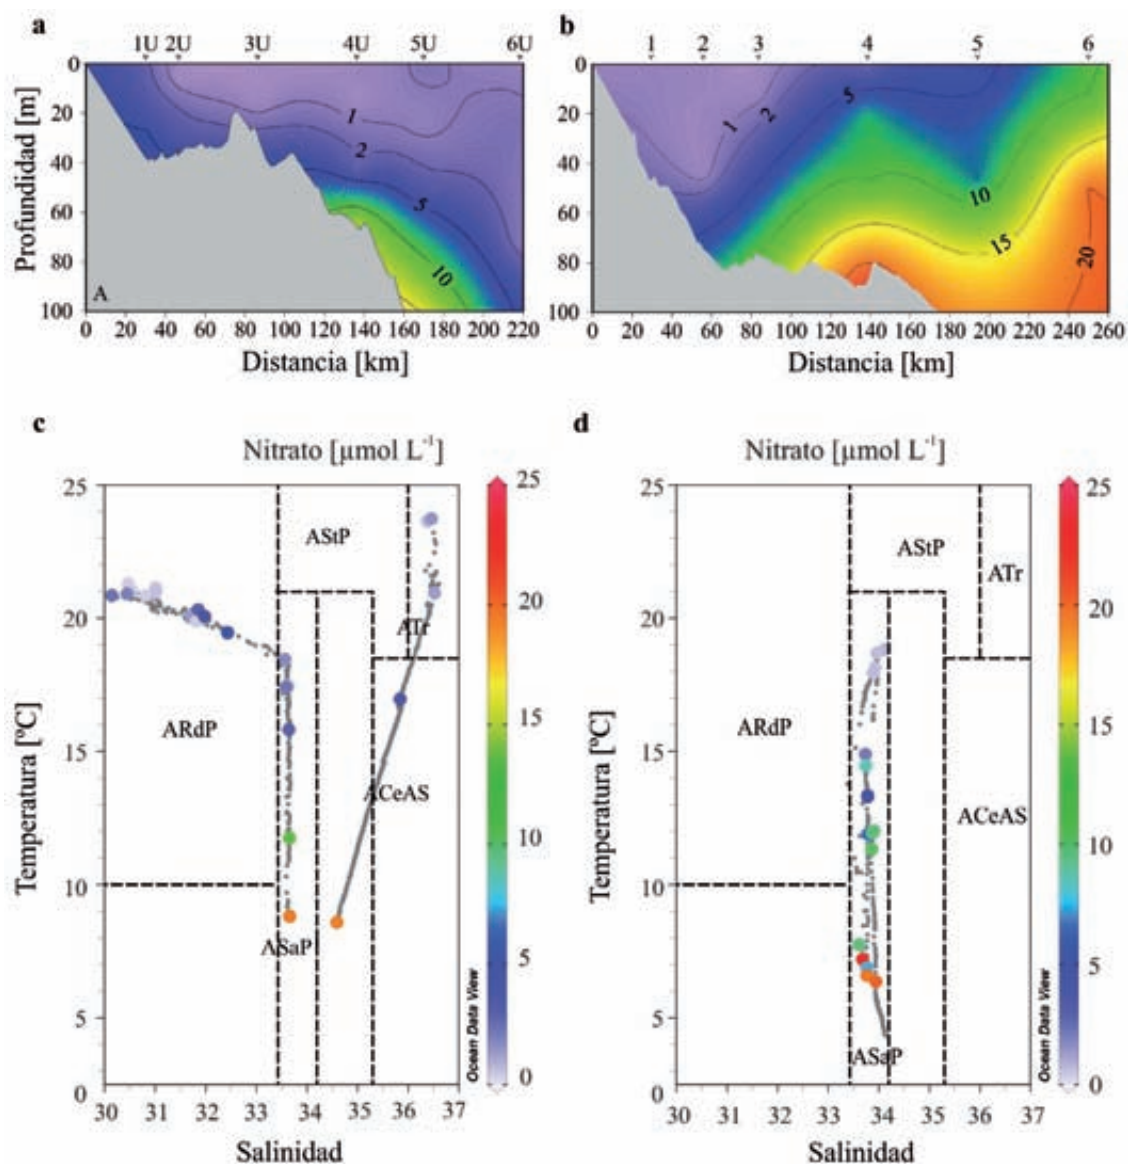 a
1U 2U 3U 4U 5U 6U
Profundidad [m]
0
20
40
60
80
100
1
2
5
10
A
0 20 40 60 80 100 120 140 160 180 200 220
Distancia [km]
b
1 2 3 4 5 6
0
20
40
60
80
100
1
2
5
10
15
20
0 20 40 60 80 100 120 140 160 180 200 220 240 260
Distancia [km]
c
Nitrato [µmol L-1]
Temperatura [ºC]
25
20
15
10
5
0
AStP
ATr
ARdP
ACeAS
ASaP
30 31 32 33 34 35 36 37
Salinidad
25
20
15
10
5
0
Ocean Data View
d
Nitrato [µmol L-1]
Temperatura [ºC]
25
20
15
10
5
0
AStP
ATr
ARdP
ACeAS
ASaP
30 31 32 33 34 35 36 37
Salinidad
25
20
15
10
5
0
Ocean Data View